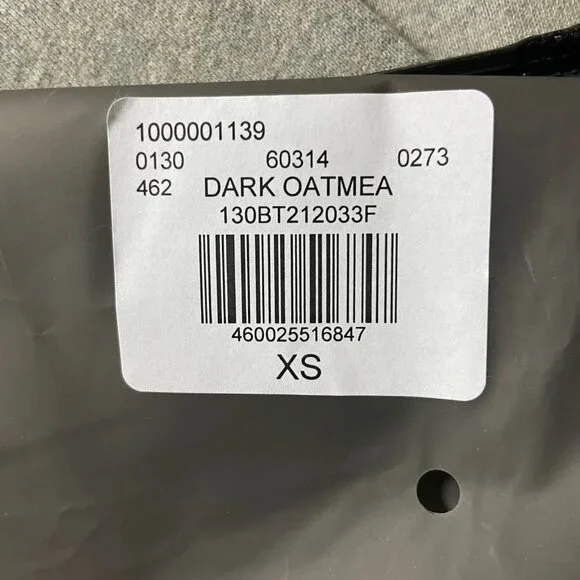 1000001139
0130 60314 0273
462 DARK OATMEA
130BT212033F
460025516847
XS